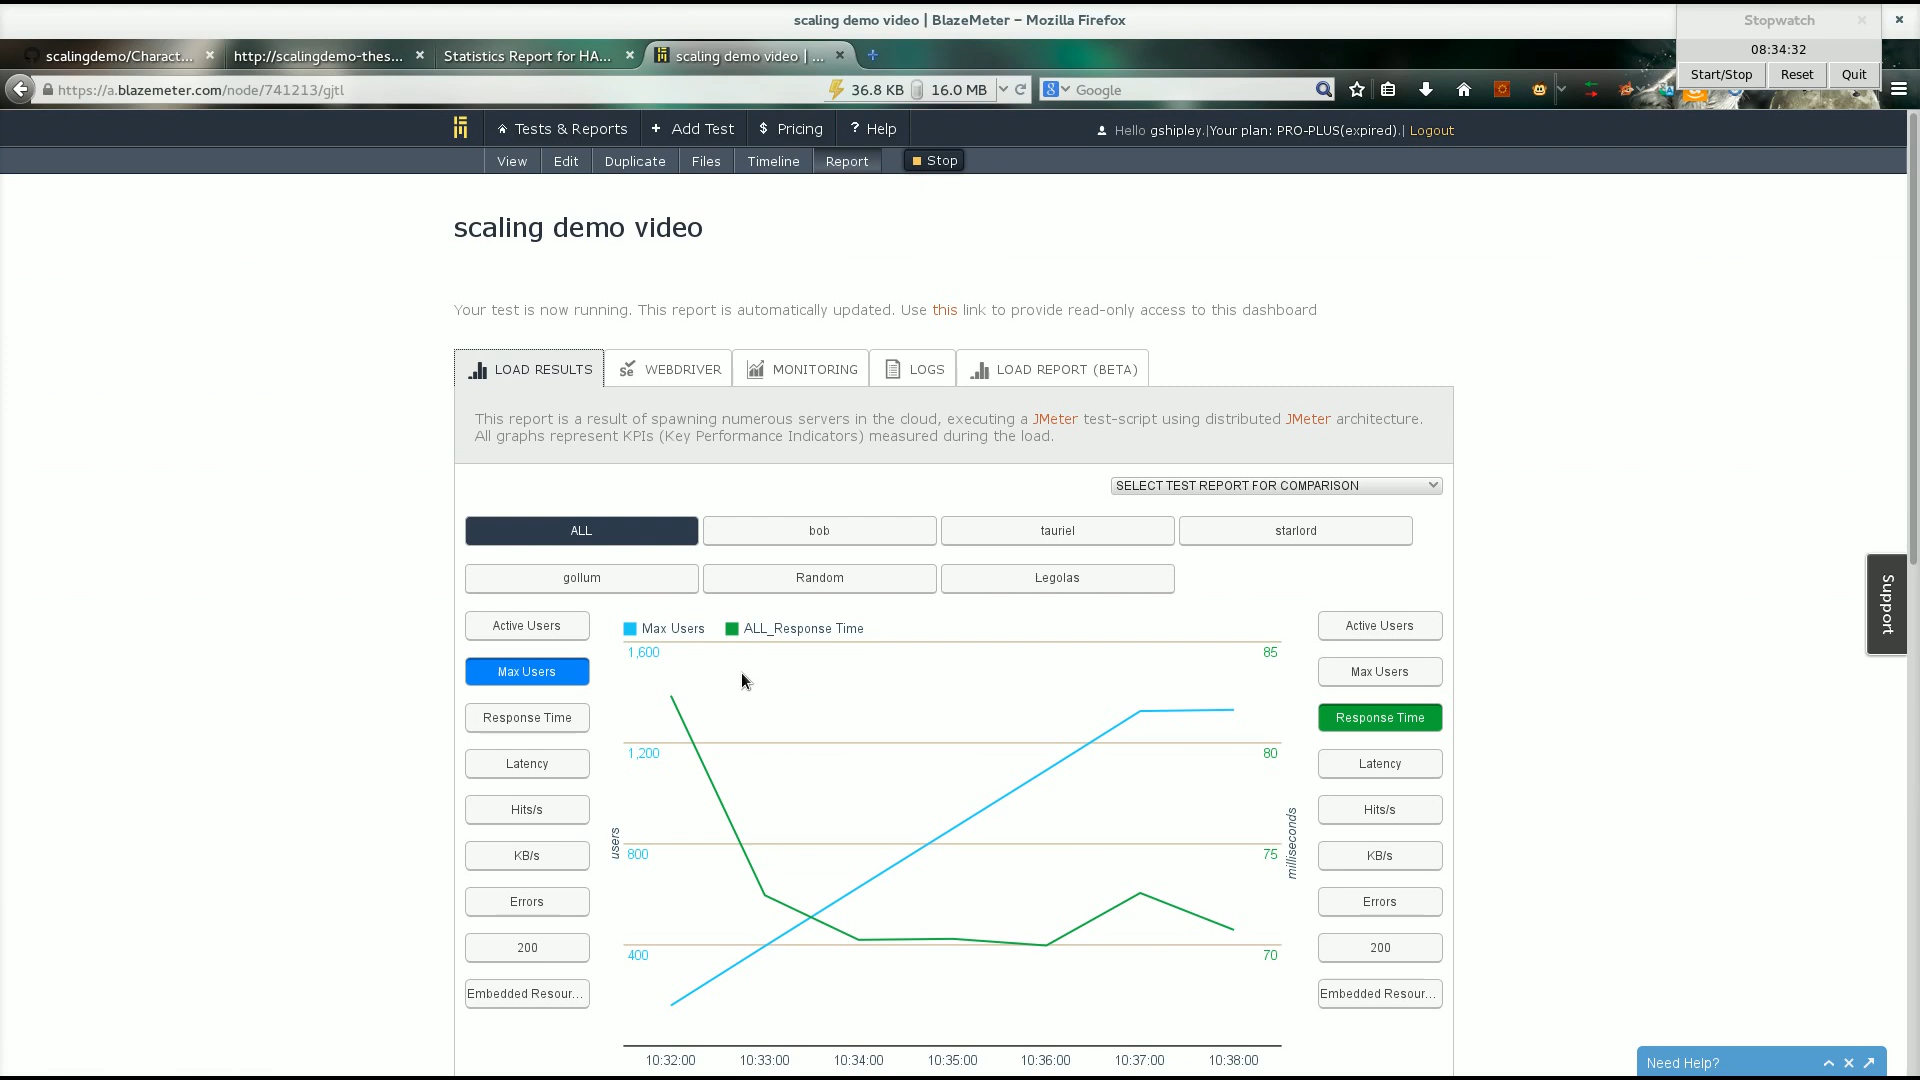 scaling demo video | BlazeMeter – Mozilla Firefox
Stopwatch
08:34:32
Start/Stop Reset Quit
scalingdemo/Charact...
http://scalingdemo-thes...
Statistics Report for HA...
scaling demo video | ...
https://a.blazemeter.com/node/741213/gjtl
36.8 KB 16.0 MB
Google
Tests & Reports
+ Add Test
$ Pricing
? Help
Hello gshipley.|Your plan: PRO-PLUS(expired).| Logout
View Edit Duplicate Files Timeline Report Stop
scaling demo video
Your test is now running. This report is automatically updated. Use this link to provide read-only access to this dashboard
LOAD RESULTS
Se WEBDRIVER
MONITORING
LOGS
LOAD REPORT (BETA)
This report is a result of spawning numerous servers in the cloud, executing a JMeter test-script using distributed JMeter architecture.
All graphs represent KPIs (Key Performance Indicators) measured during the load.
SELECT TEST REPORT FOR COMPARISON
ALL bob tauriel starlord
gollum Random Legolas
Active Users
Max Users
Response Time
Latency
Hits/s
KB/s
Errors
200
Embedded Resour...
Max Users ALL_Response Time
1,600
1,200
800
400
users
85
80
75
70
milliseconds
10:32:00 10:33:00 10:34:00 10:35:00 10:36:00 10:37:00 10:38:00
Active Users
Max Users
Response Time
Latency
Hits/s
KB/s
Errors
200
Embedded Resour...
Support
Need Help?